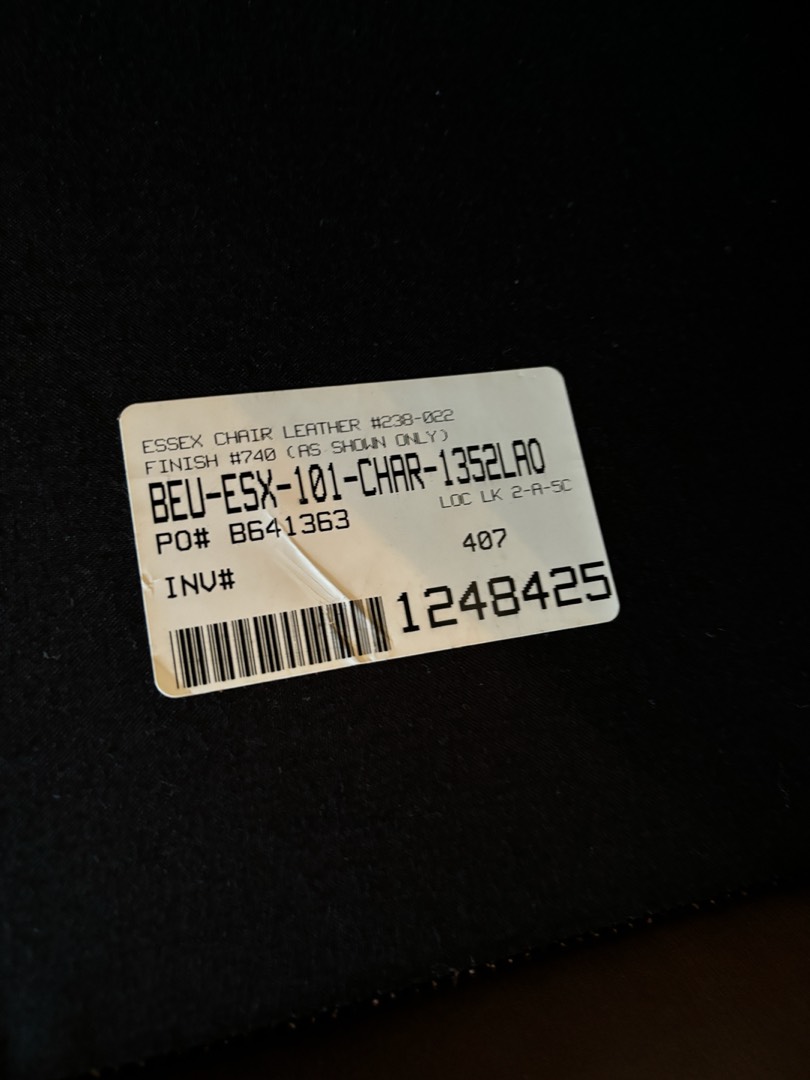 ESSEX CHAIR LEATHER #238-022
FINISH #740 (AS SHOWN ONLY)
BEU-ESX-101-CHAR-1352LAO
LOC LK 2-A-5C
PO# B641363
407
INV#
1248425